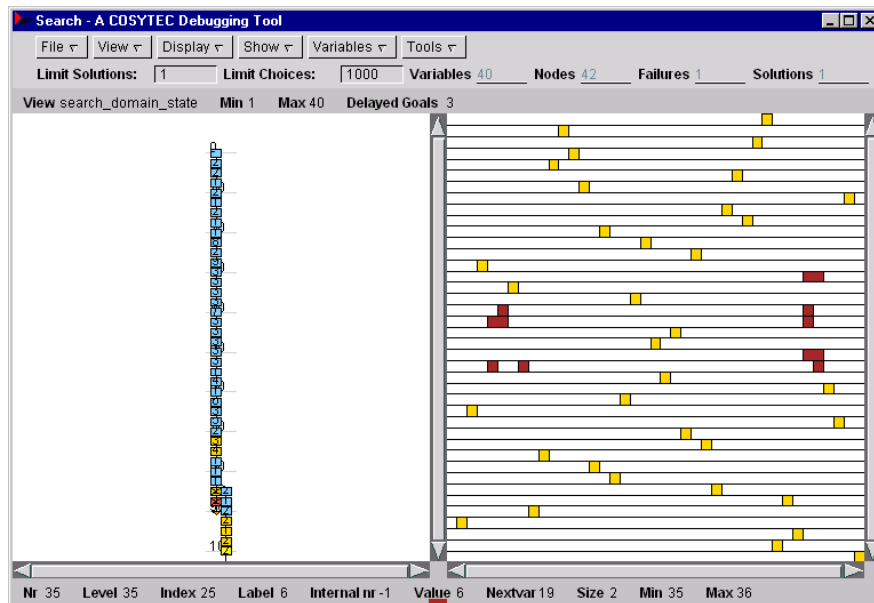 Search - A COSYTEC Debugging Tool
File View Display Show Variables Tools
Limit Solutions: 1 Limit Choices: 1000 Variables 40 Nodes 42 Failures 1 Solutions 1
View search_domain_state Min 1 Max 40 Delayed Goals 3
Nr 35 Level 35 Index 25 Label 6 Internal nr -1 Value 6 Nextvar 19 Size 2 Min 35 Max 36